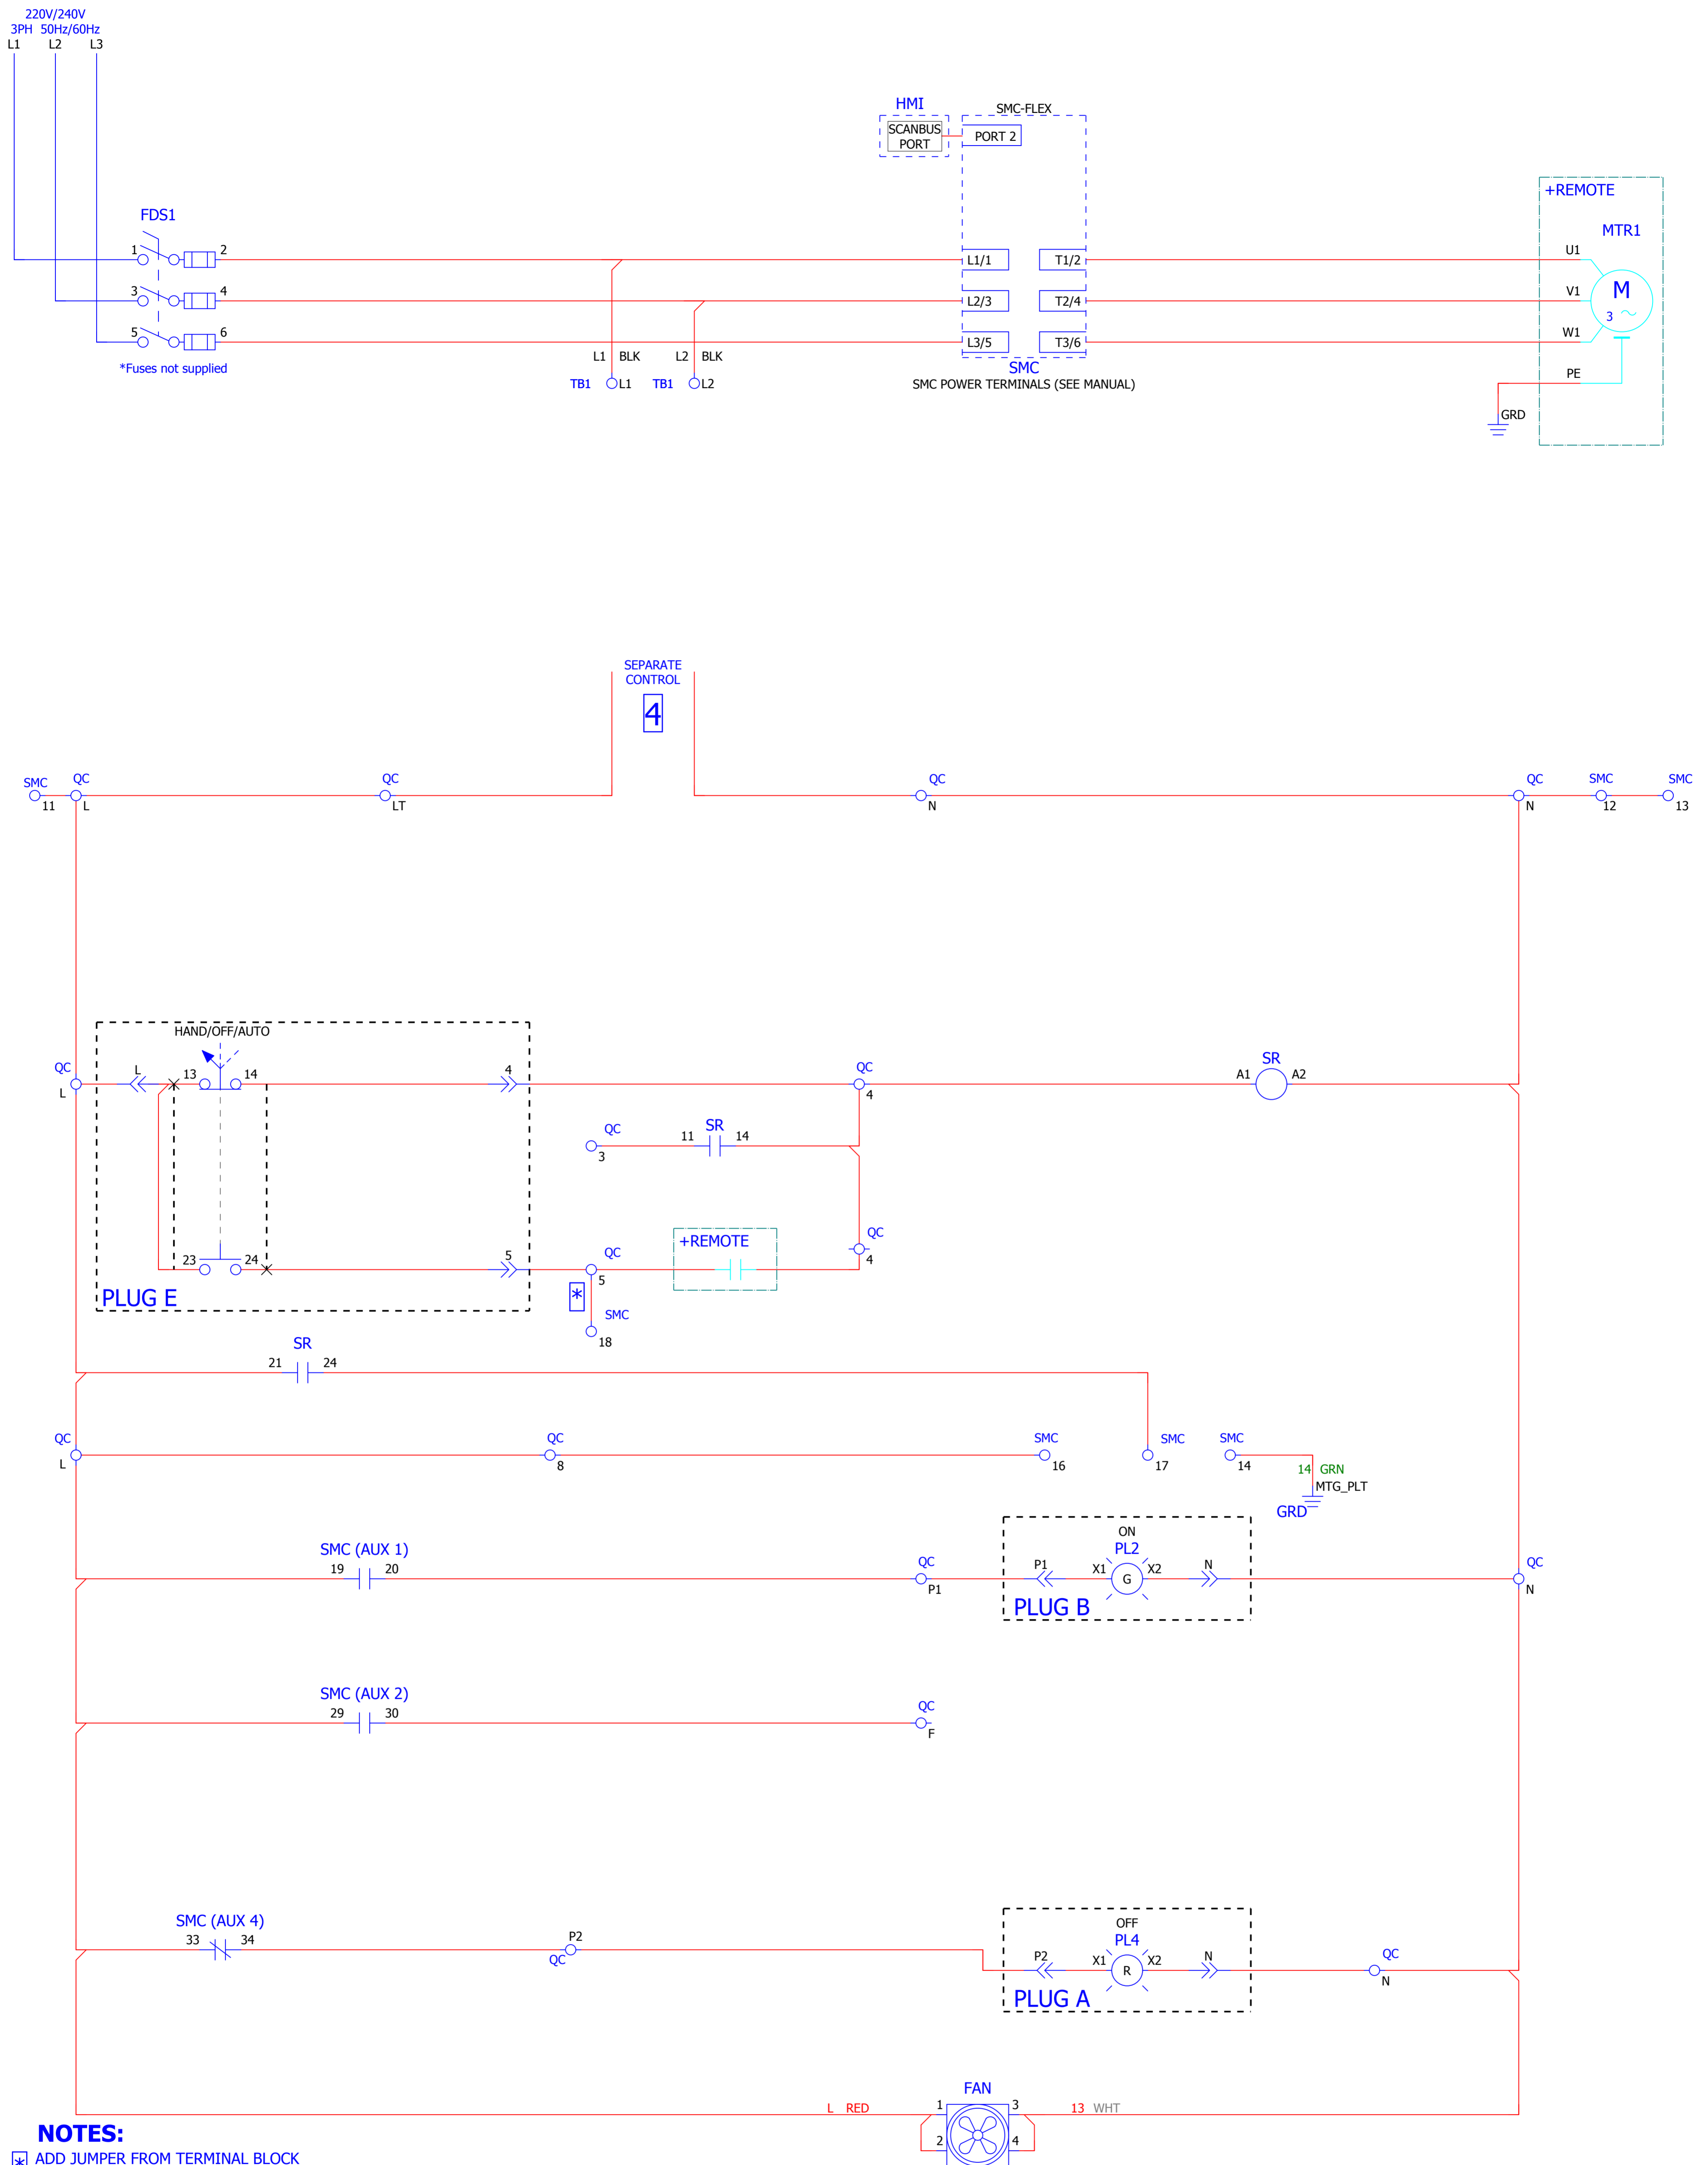 220V/240V
3PH 50Hz/60Hz
L1 L2 L3
HMI
SCANBUS
PORT
SMC-FLEX
PORT 2
+REMOTE
MTR1
FDS1
1 2
3 4
5 6
*Fuses not supplied
L1/1 T1/2
L2/3 T2/4
L3/5 T3/6
U1
V1
W1
M
3
PE
GRD
L1 BLK L2 BLK
TB1 L1 TB1 L2
SMC
SMC POWER TERMINALS (SEE MANUAL)
SEPARATE
CONTROL
4
SMC QC QC QC QC SMC SMC
11 L LT N N 12 13
HAND/OFF/AUTO
QC L 13 14 4 QC A1 SR A2
L 4
QC 11 SR 14
3
+REMOTE QC
4
23 24 5 QC
5
PLUG E
*
SMC
18
SR
21 24
QC QC SMC SMC SMC
L 8 16 17 14
14 GRN
MTG_PLT
GRD
ON
PL2
SMC (AUX 1)
19 20 QC P1 X1 G X2 N QC
P1 N
PLUG B
SMC (AUX 2)
29 30 QC
F
SMC (AUX 4)
33 34 P2
QC
OFF
PL4
P2 X1 R X2 N QC
N
PLUG A
FAN
L RED 1 3 13 WHT
2 4
NOTES:
* ADD JUMPER FROM TERMINAL BLOCK